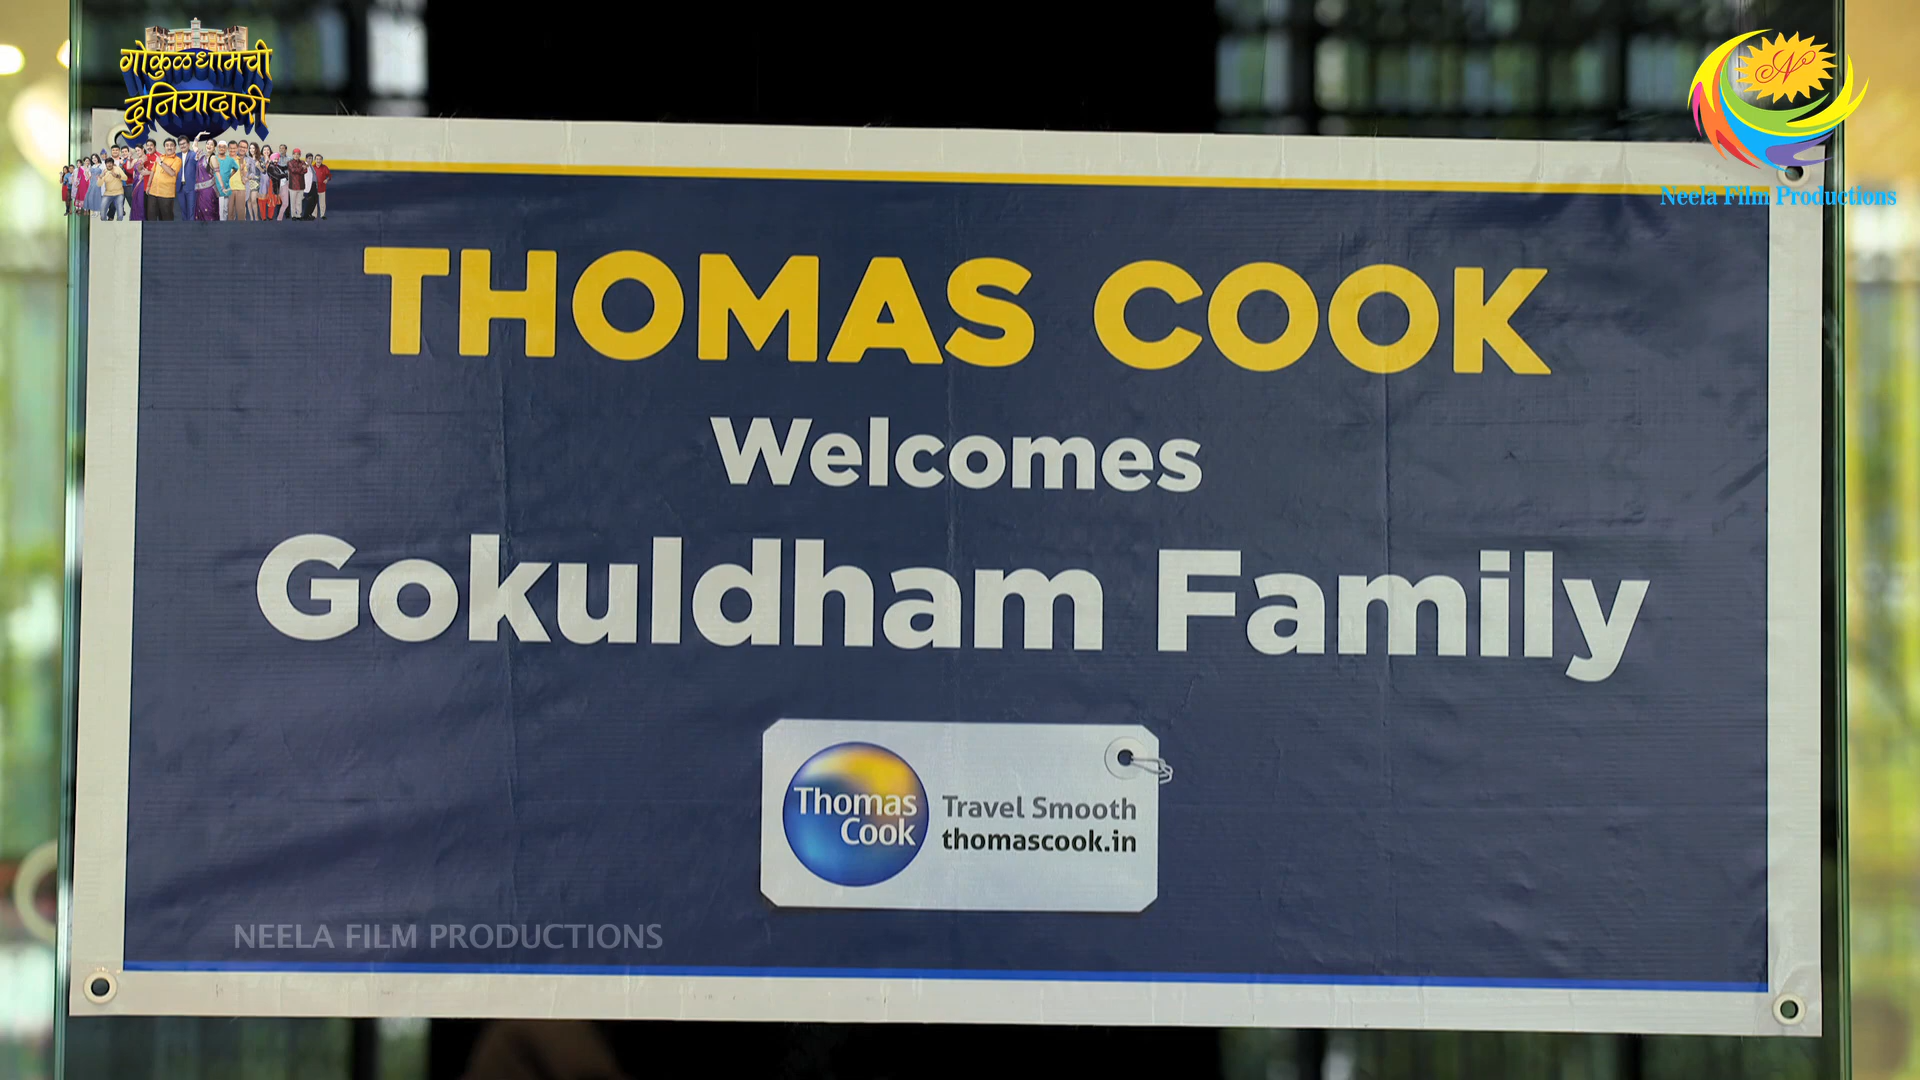 गोकुळधामची
दुनियादारी
Neela Film Productions
THOMAS COOK
Welcomes
Gokuldham Family
Thomas
Cook
Travel Smooth
thomascook.in
NEELA FILM PRODUCTIONS